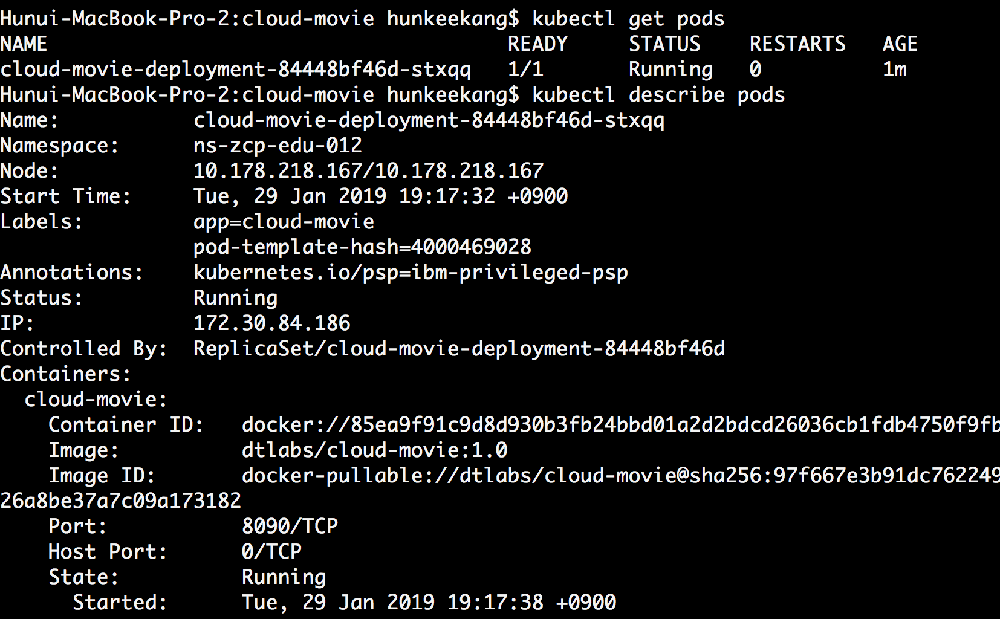 Hunui-MacBook-Pro-2:cloud-movie hunkeekang$ kubectl get pods
NAME READY STATUS RESTARTS AGE
cloud-movie-deployment-84448bf46d-stxqq 1/1 Running 0 1m
Hunui-MacBook-Pro-2:cloud-movie hunkeekang$ kubectl describe pods
Name: cloud-movie-deployment-84448bf46d-stxqq
Namespace: ns-zcp-edu-012
Node: 10.178.218.167/10.178.218.167
Start Time: Tue, 29 Jan 2019 19:17:32 +0900
Labels: app=cloud-movie
pod-template-hash=4000469028
Annotations: kubernetes.io/psp=ibm-privileged-psp
Status: Running
IP: 172.30.84.186
Controlled By: ReplicaSet/cloud-movie-deployment-84448bf46d
Containers:
cloud-movie:
Container ID: docker://85ea9f91c9d8d930b3fb24bbd01a2d2bdcd26036cb1fdb4750f9fb
Image: dtlabs/cloud-movie:1.0
Image ID: docker-pullable://dtlabs/cloud-movie@sha256:97f667e3b91dc762249
26a8be37a7c09a173182
Port: 8090/TCP
Host Port: 0/TCP
State: Running
Started: Tue, 29 Jan 2019 19:17:38 +0900